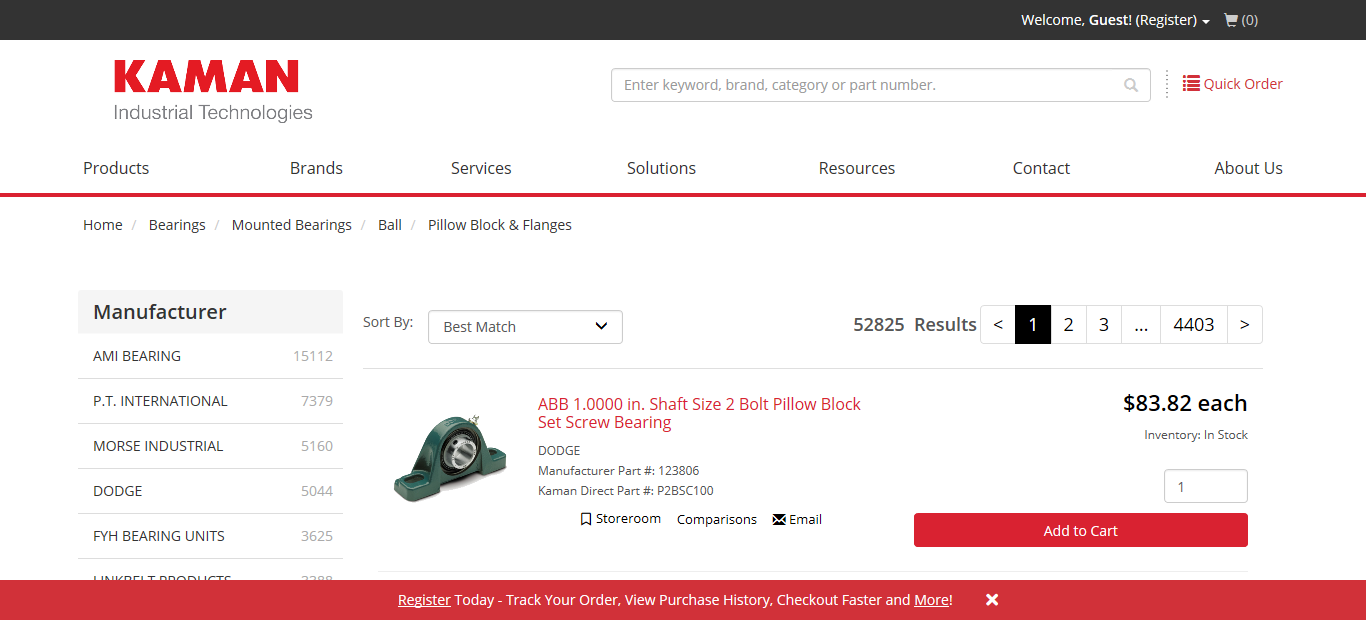 Welcome, Guest! (Register)
(0)
KAMAN
Industrial Technologies
Enter keyword, brand, category or part number.
Quick Order
Products
Brands
Services
Solutions
Resources
Contact
About Us
Home / Bearings / Mounted Bearings / Ball / Pillow Block & Flanges
Manufacturer
AMI BEARING 15112
P.T. INTERNATIONAL 7379
MORSE INDUSTRIAL 5160
DODGE 5044
FYH BEARING UNITS 3625
LINKBELT PRODUCTS
Sort By:
Best Match
52825 Results
< 1 2 3 ... 4403 >
ABB 1.0000 in. Shaft Size 2 Bolt Pillow Block
Set Screw Bearing
DODGE
Manufacturer Part #: 123806
Kaman Direct Part #: P2BSC100
Storeroom
Comparisons
Email
$83.82 each
Inventory: In Stock
1
Add to Cart
Register Today - Track Your Order, View Purchase History, Checkout Faster and More!